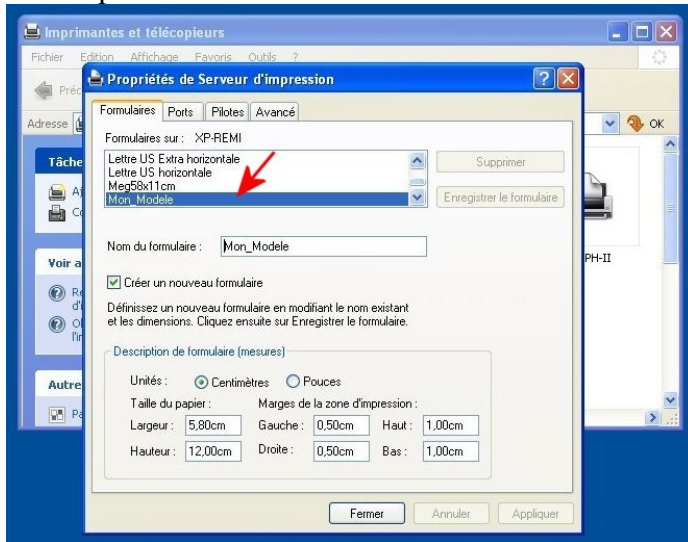 Imprimantes et télécopieurs
Fichier Edition Affichage Favoris Outils ?
Adresse OK
Propriétés de Serveur d'impression
Formulaires Ports Pilotes Avancé
Formulaires sur : XP-REMI
Lettre US Extra horizontale
Lettre US horizontale
Meg58x11cm
Mon_Modele
Supprimer
Enregistrer le formulaire
Nom du formulaire : Mon_Modele
Créer un nouveau formulaire
Définissez un nouveau formulaire en modifiant le nom existant
et les dimensions. Cliquez ensuite sur Enregistrer le formulaire.
Description de formulaire (mesures)
Unités : Centimètres Pouces
Taille du papier : Marges de la zone d'impression :
Largeur : 5,80cm Gauche : 0,50cm Haut : 1,00cm
Hauteur : 12,00cm Droite : 0,50cm Bas : 1,00cm
Fermer Annuler Appliquer
PH-II